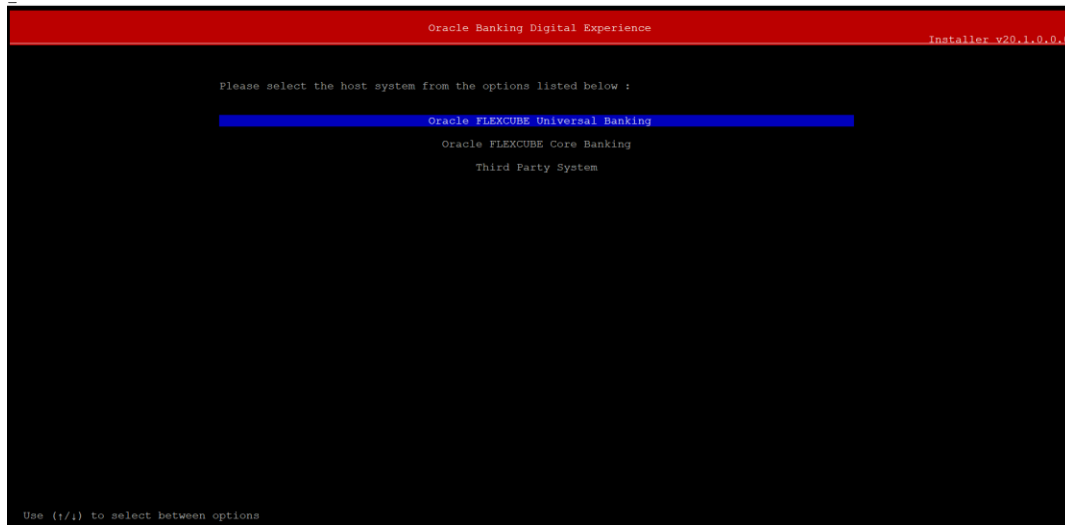 Oracle Banking Digital Experience
Installer v20.1.0.0.
Please select the host system from the options listed below :
Oracle FLEXCUBE Universal Banking
Oracle FLEXCUBE Core Banking
Third Party System
Use (↑/↓) to select between options